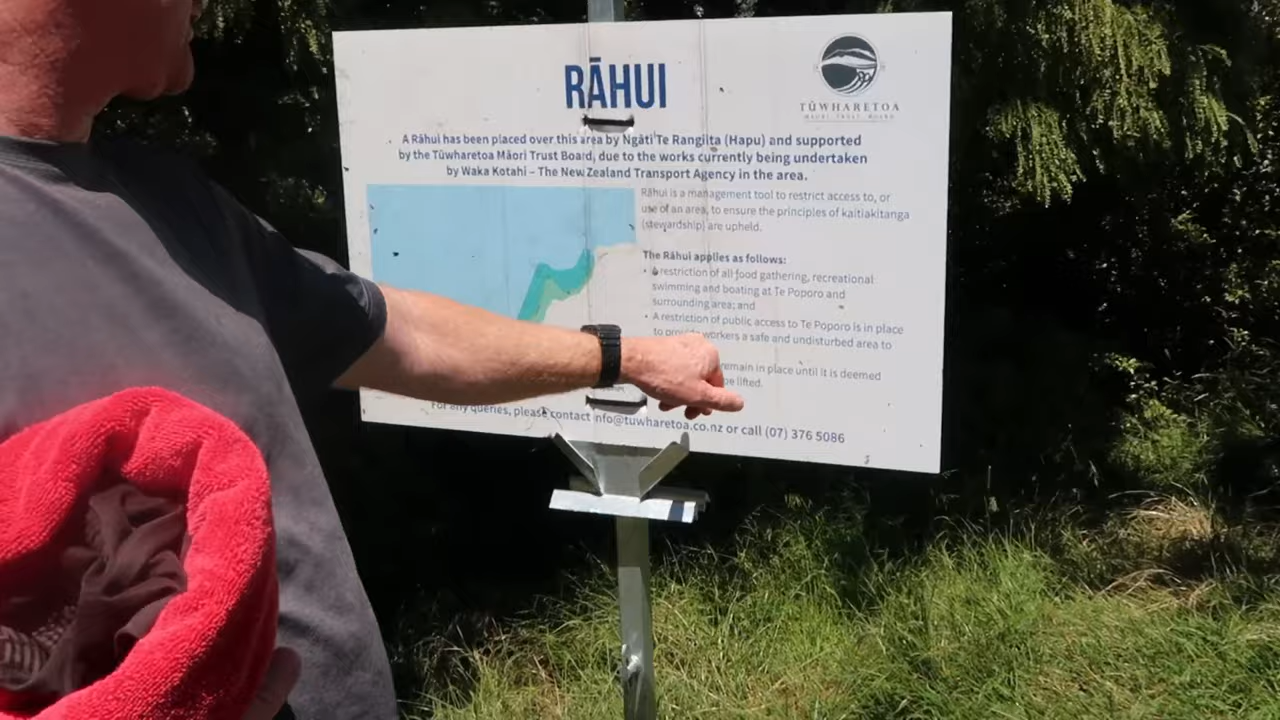 RĀHUI
TŪWHARETOA
MĀORI TRUST BOARD
A Rāhui has been placed over this area by Ngāti Te Rangiita (Hapu) and supported
by the Tūwharetoa Māori Trust Board, due to the works currently being undertaken
by Waka Kotahi – The New Zealand Transport Agency in the area.
Rāhui is a management tool to restrict access to, or
use of an area, to ensure the principles of kaitiakitanga
(stewardship) are upheld.
The Rāhui applies as follows:
• A restriction of all food gathering, recreational
swimming and boating at Te Poporo and
surrounding area; and
• A restriction of public access to Te Poporo is in place
to provide workers a safe and undisturbed area to
remain in place until it is deemed
be lifted.
For any queries, please contact info@tuwharetoa.co.nz or call (07) 376 5086